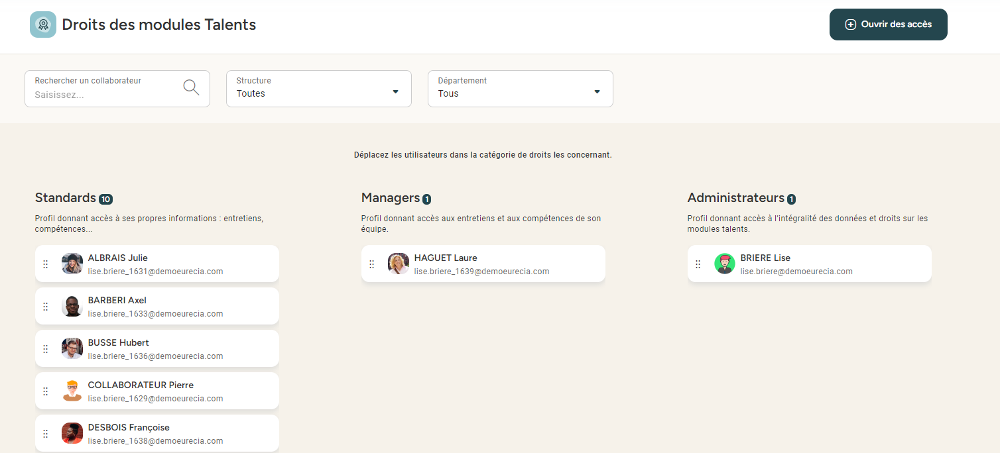 Droits des modules Talents
Ouvrir des accès
Rechercher un collaborateur
Saisissez...
Structure
Toutes
Département
Tous
Déplacez les utilisateurs dans la catégorie de droits les concernant.
Standards 10
Profil donnant accès à ses propres informations : entretiens,
compétences...
ALBRAIS Julie
lise.briere_1631@demoeurecia.com
BARBERI Axel
lise.briere_1633@demoeurecia.com
BUSSE Hubert
lise.briere_1636@demoeurecia.com
COLLABORATEUR Pierre
lise.briere_1629@demoeurecia.com
DESBOIS Françoise
lise.briere_1638@demoeurecia.com
Managers 1
Profil donnant accès aux entretiens et aux compétences de son
équipe.
HAGUET Laure
lise.briere_1639@demoeurecia.com
Administrateurs 1
Profil donnant accès à l'intégralité des données et droits sur les
modules talents.
BRIERE Lise
lise.briere@demoeurecia.com